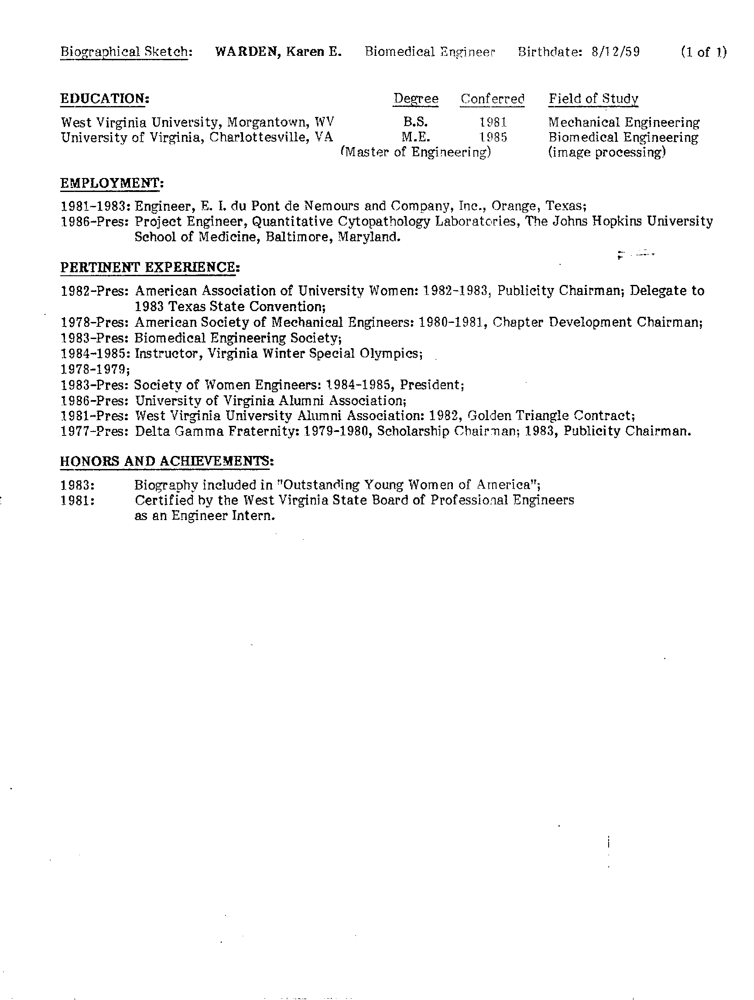 Biographical Sketch: WARDEN, Karen E. Biomedical Engineer Birthdate: 8/12/59 (1 of 1)
EDUCATION: Degree Conferred Field of Study
West Virginia University, Morgantown, WV B.S. 1981 Mechanical Engineering
University of Virginia, Charlottesville, VA M.E. 1985 Biomedical Engineering
(Master of Engineering) (image processing)
EMPLOYMENT:
1981-1983: Engineer, E. I. du Pont de Nemours and Company, Inc., Orange, Texas;
1986-Pres: Project Engineer, Quantitative Cytopathology Laboratories, The Johns Hopkins University
School of Medicine, Baltimore, Maryland.
PERTINENT EXPERIENCE:
1982-Pres: American Association of University Women: 1982-1983, Publicity Chairman; Delegate to
1983 Texas State Convention;
1978-Pres: American Society of Mechanical Engineers: 1980-1981, Chapter Development Chairman;
1983-Pres: Biomedical Engineering Society;
1984-1985: Instructor, Virginia Winter Special Olympics;
1978-1979;
1983-Pres: Society of Women Engineers: 1984-1985, President;
1986-Pres: University of Virginia Alumni Association;
1981-Pres: West Virginia University Alumni Association: 1982, Golden Triangle Contract;
1977-Pres: Delta Gamma Fraternity: 1979-1980, Scholarship Chairman; 1983, Publicity Chairman.
HONORS AND ACHIEVEMENTS:
1983: Biography included in "Outstanding Young Women of America";
1981: Certified by the West Virginia State Board of Professional Engineers
as an Engineer Intern.